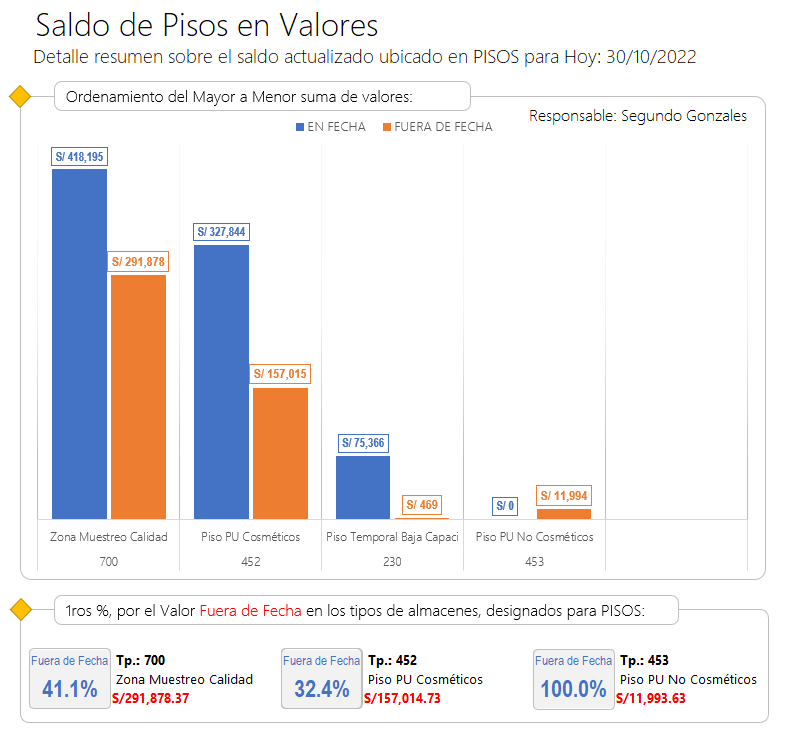 Saldo de Pisos en Valores
Detalle resumen sobre el saldo actualizado ubicado en PISOS para Hoy: 30/10/2022
Ordenamiento del Mayor a Menor suma de valores:
Responsable: Segundo Gonzales
EN FECHA FUERA DE FECHA
S/ 418,195
S/ 291,878
S/ 327,844
S/ 157,015
S/ 75,366
S/ 469
S/ 0
S/ 11,994
Zona Muestreo Calidad Piso PU Cosméticos Piso Temporal Baja Capaci Piso PU No Cosméticos
700 452 230 453
1ros %, por el Valor Fuera de Fecha en los tipos de almacenes, designados para PISOS:
Fuera de Fecha
41.1%
Tp.: 700
Zona Muestreo Calidad
S/291,878.37
Fuera de Fecha
32.4%
Tp.: 452
Piso PU Cosméticos
S/157,014.73
Fuera de Fecha
100.0%
Tp.: 453
Piso PU No Cosméticos
S/11,993.63